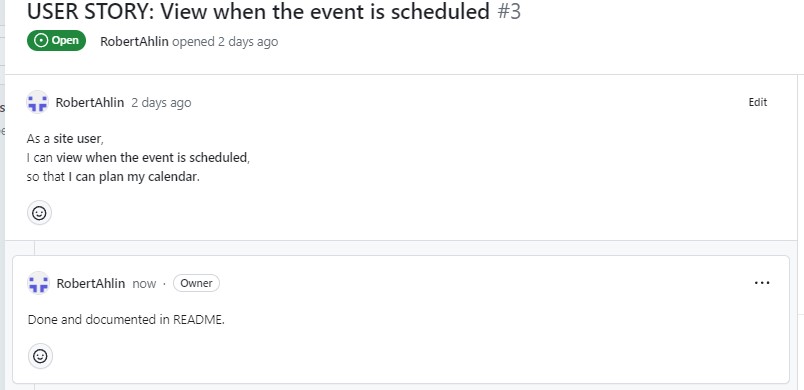 USER STORY: View when the event is scheduled #3
Open RobertAhlin opened 2 days ago
RobertAhlin 2 days ago Edit
As a site user,
I can view when the event is scheduled,
so that I can plan my calendar.
RobertAhlin now · Owner ...
Done and documented in README.